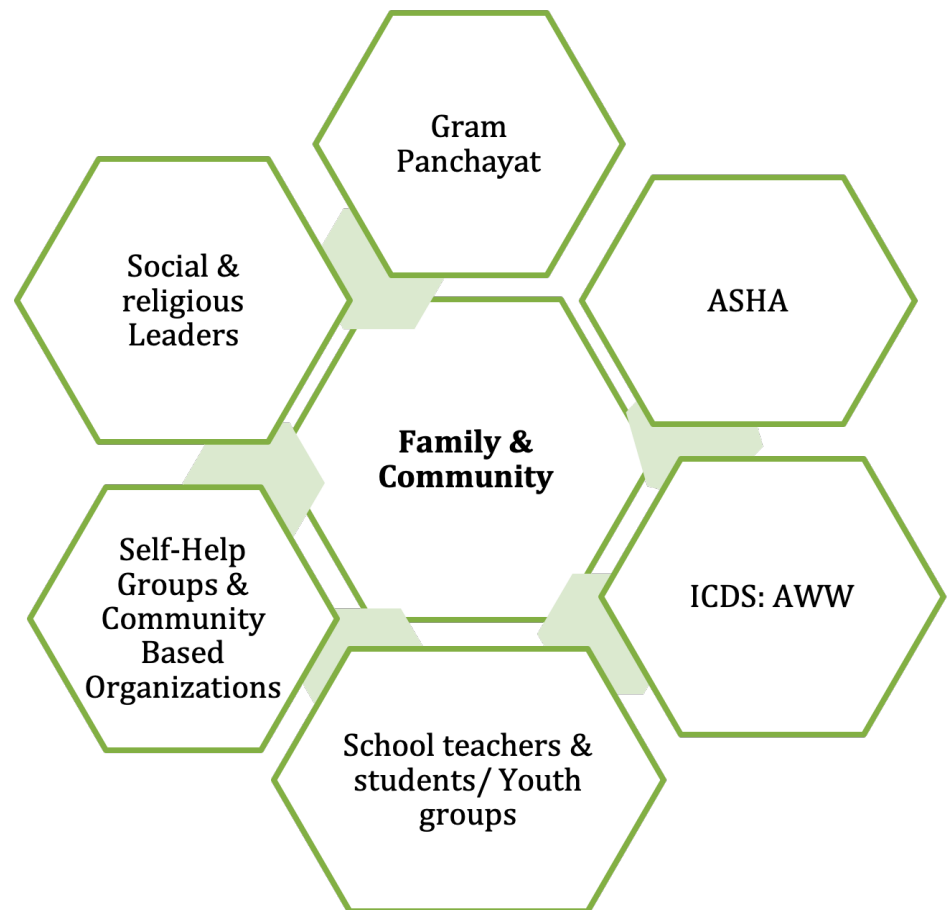 Gram
Panchayat
Social &
religious
Leaders
ASHA
Family &
Community
Self-Help
Groups &
Community
Based
Organizations
ICDS: AWW
School teachers &
students/ Youth
groups